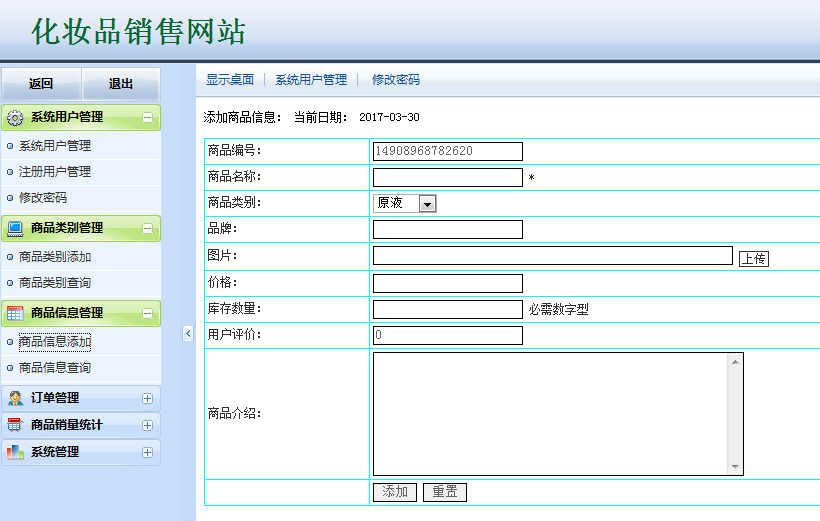 化妆品销售网站
返回 退出
系统用户管理
系统用户管理
注册用户管理
修改密码
商品类别管理
商品类别添加
商品类别查询
商品信息管理
商品信息添加
商品信息查询
订单管理
商品销量统计
系统管理
显示桌面 系统用户管理 修改密码
添加商品信息： 当前日期： 2017-03-30
商品编号： 14908968782620
商品名称： *
商品类别： 原液
品牌：
图片： 上传
价格：
库存数量： 必需数字型
用户评价： 0
商品介绍：
添加 重置